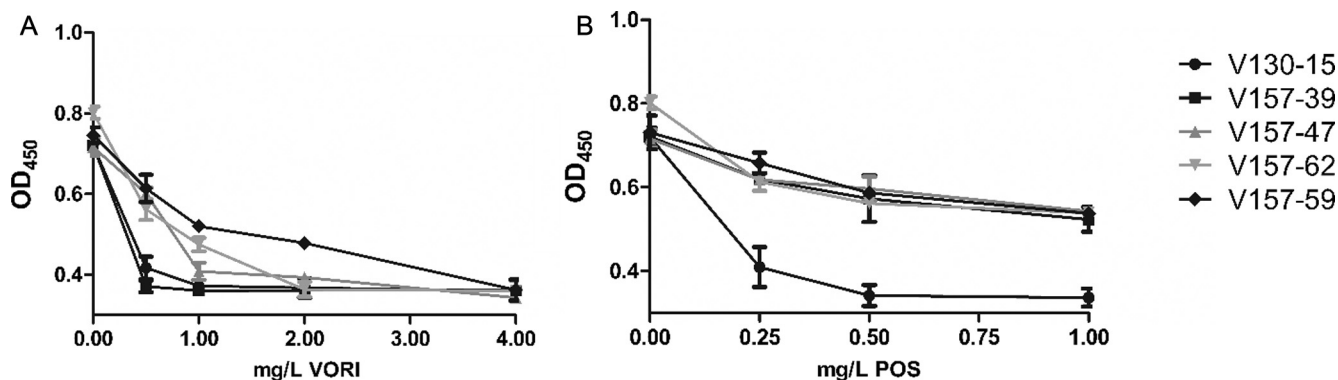 A
1.0
0.8
0.6
0.4
OD450
0.00 1.00 2.00 3.00 4.00
mg/L VORI
B
1.0
0.8
0.6
0.4
OD450
0.00 0.25 0.50 0.75 1.00
mg/L POS
V130-15
V157-39
V157-47
V157-62
V157-59